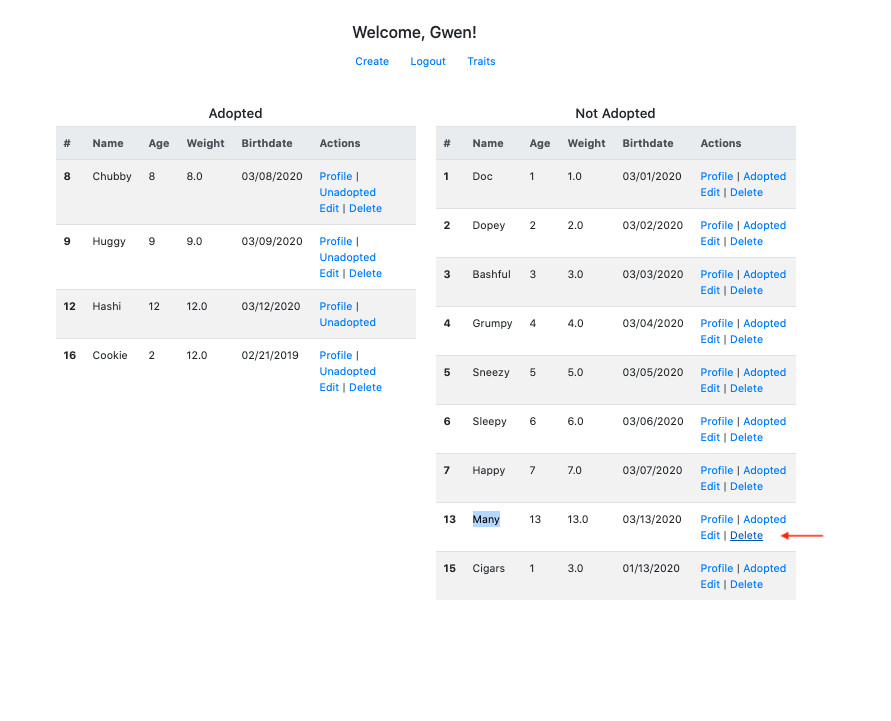 Welcome, Gwen!
Create Logout Traits
Adopted
# Name Age Weight Birthdate Actions
8 Chubby 8 8.0 03/08/2020 Profile |
Unadopted
Edit | Delete
9 Huggy 9 9.0 03/09/2020 Profile |
Unadopted
Edit | Delete
12 Hashi 12 12.0 03/12/2020 Profile |
Unadopted
16 Cookie 2 12.0 02/21/2019 Profile |
Unadopted
Edit | Delete
Not Adopted
# Name Age Weight Birthdate Actions
1 Doc 1 1.0 03/01/2020 Profile | Adopted
Edit | Delete
2 Dopey 2 2.0 03/02/2020 Profile | Adopted
Edit | Delete
3 Bashful 3 3.0 03/03/2020 Profile | Adopted
Edit | Delete
4 Grumpy 4 4.0 03/04/2020 Profile | Adopted
Edit | Delete
5 Sneezy 5 5.0 03/05/2020 Profile | Adopted
Edit | Delete
6 Sleepy 6 6.0 03/06/2020 Profile | Adopted
Edit | Delete
7 Happy 7 7.0 03/07/2020 Profile | Adopted
Edit | Delete
13 Many 13 13.0 03/13/2020 Profile | Adopted
Edit | Delete
15 Cigars 1 3.0 01/13/2020 Profile | Adopted
Edit | Delete